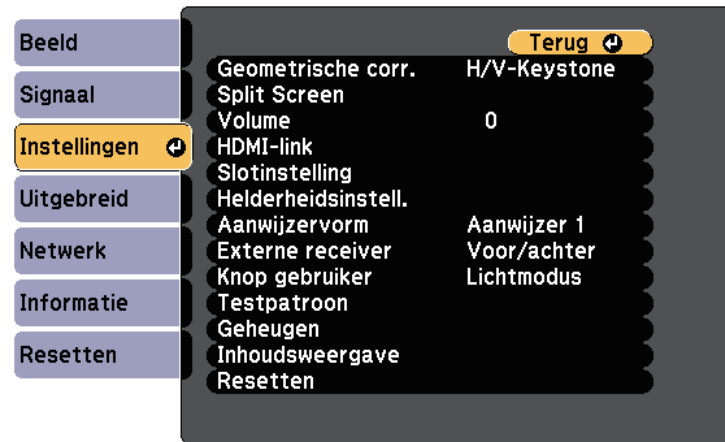 Beeld
Signaal
Instellingen
Uitgebreid
Netwerk
Informatie
Resetten
Terug
Geometrische corr. H/V-Keystone
Split Screen
Volume 0
HDMI-link
Slotinstelling
Helderheidsinstell.
Aanwijzervorm Aanwijzer 1
Externe receiver Voor/achter
Knop gebruiker Lichtmodus
Testpatroon
Geheugen
Inhoudsweergave
Resetten